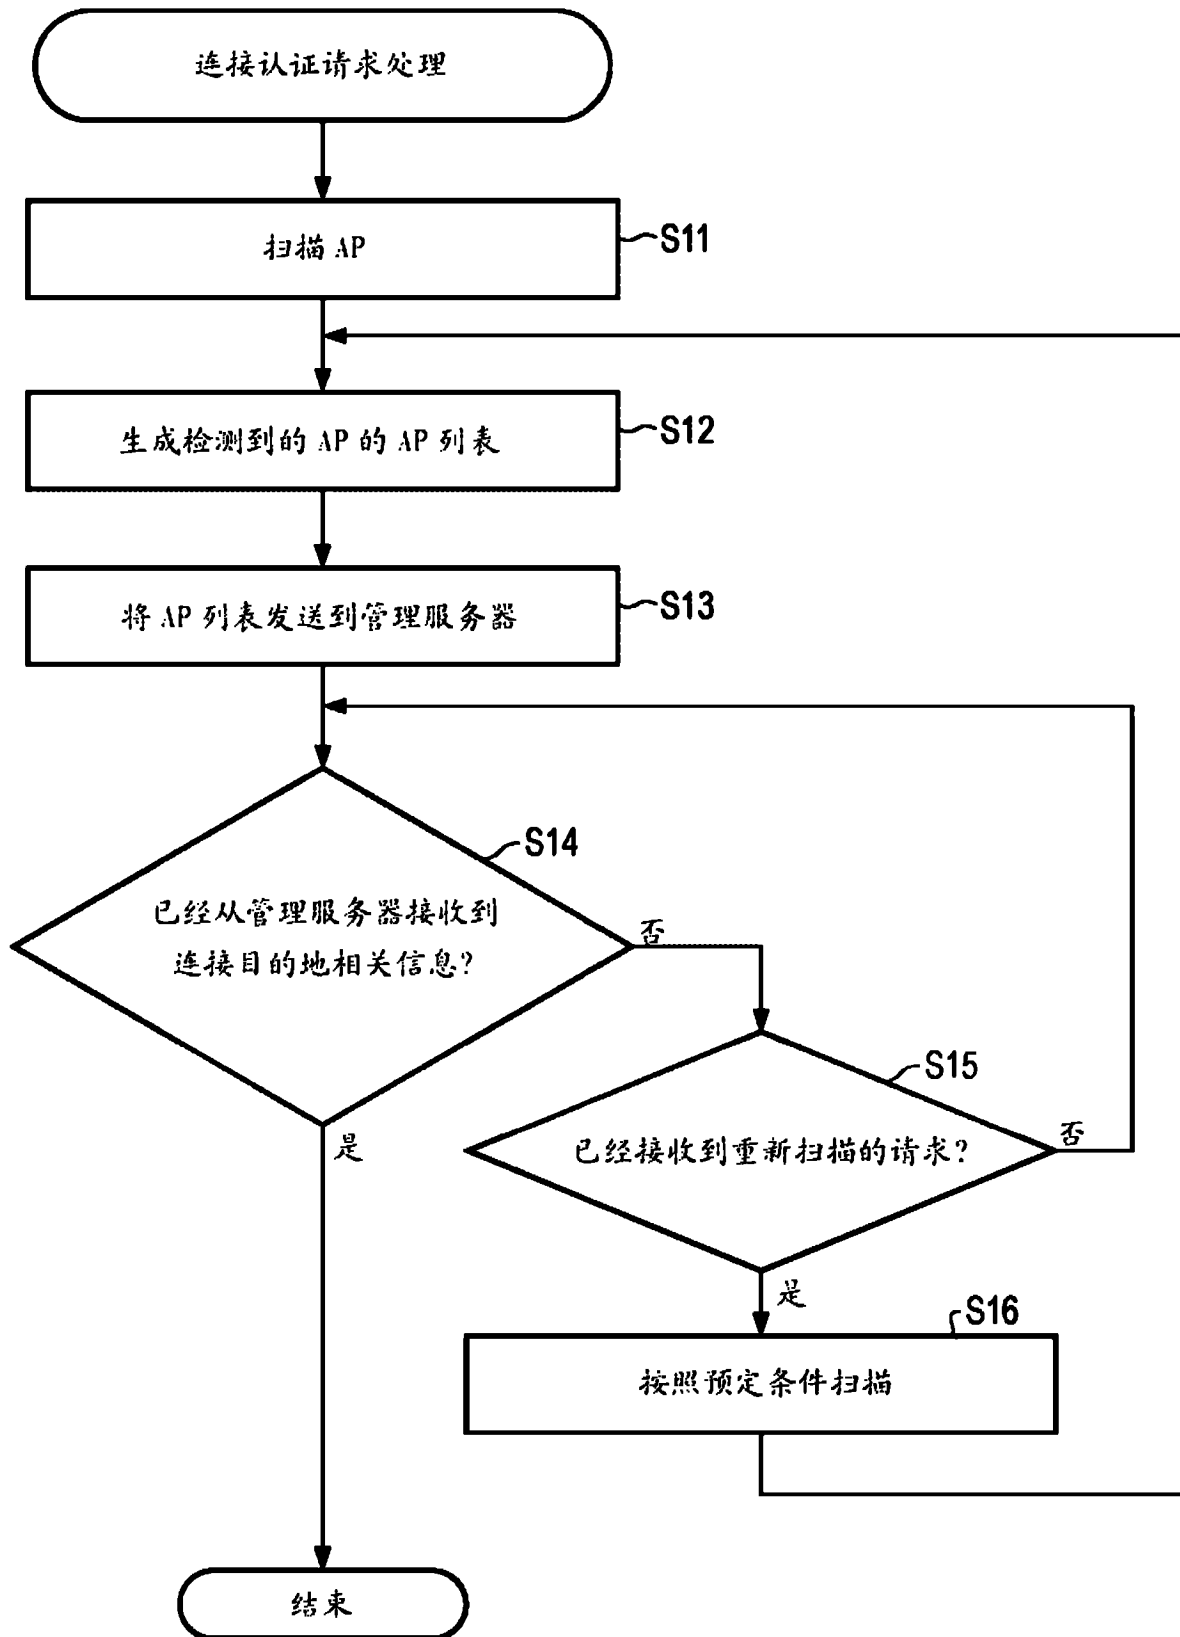 连接认证请求处理
扫描 AP
S11
生成检测到的 AP 的 AP 列表
S12
将 AP 列表发送到管理服务器
S13
S14
已经从管理服务器接收到
连接目的地相关信息?
否
是
S15
已经接收到重新扫描的请求?
否
是
S16
按照预定条件扫描
结束